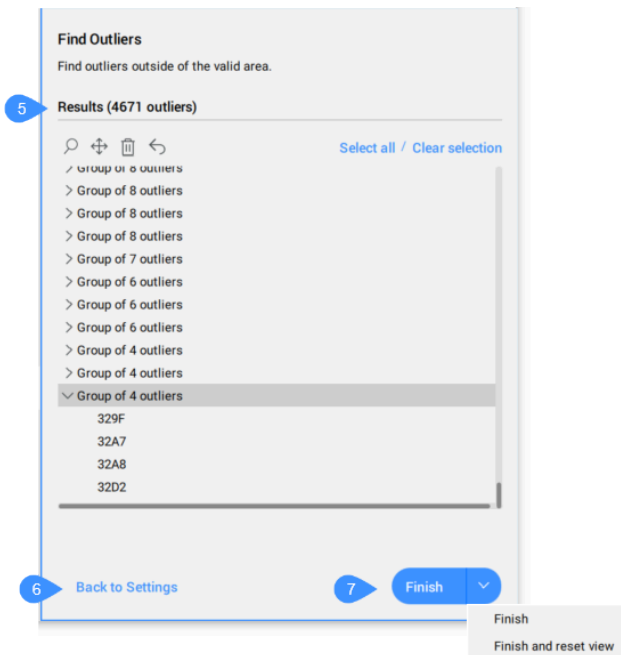 Find Outliers
Find outliers outside of the valid area.
5
Results (4671 outliers)
Select all / Clear selection
Group of 8 outliers
Group of 8 outliers
Group of 8 outliers
Group of 8 outliers
Group of 7 outliers
Group of 6 outliers
Group of 6 outliers
Group of 6 outliers
Group of 4 outliers
Group of 4 outliers
Group of 4 outliers
329F
32A7
32A8
32D2
6 Back to Settings
7 Finish
Finish
Finish and reset view